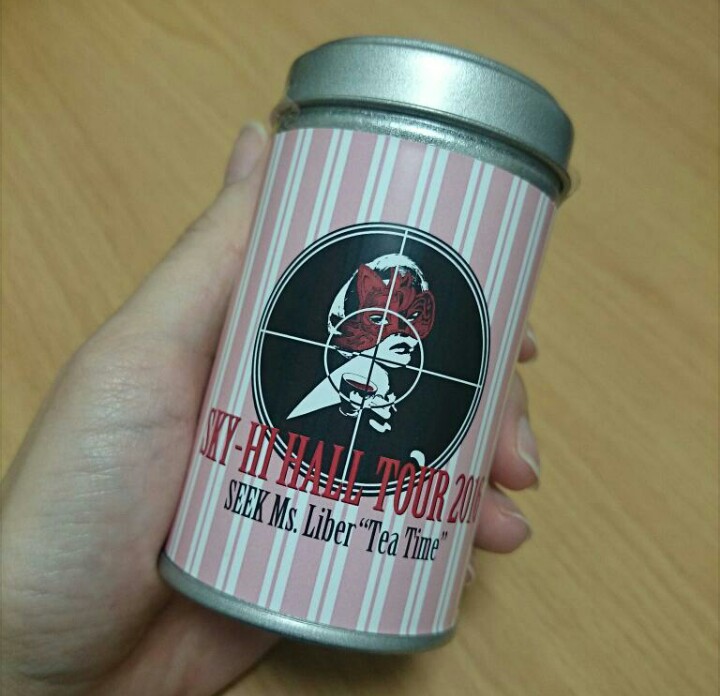 SKY-HI HALL TOUR 2016
SEEK Ms. Liber “Tea Time”